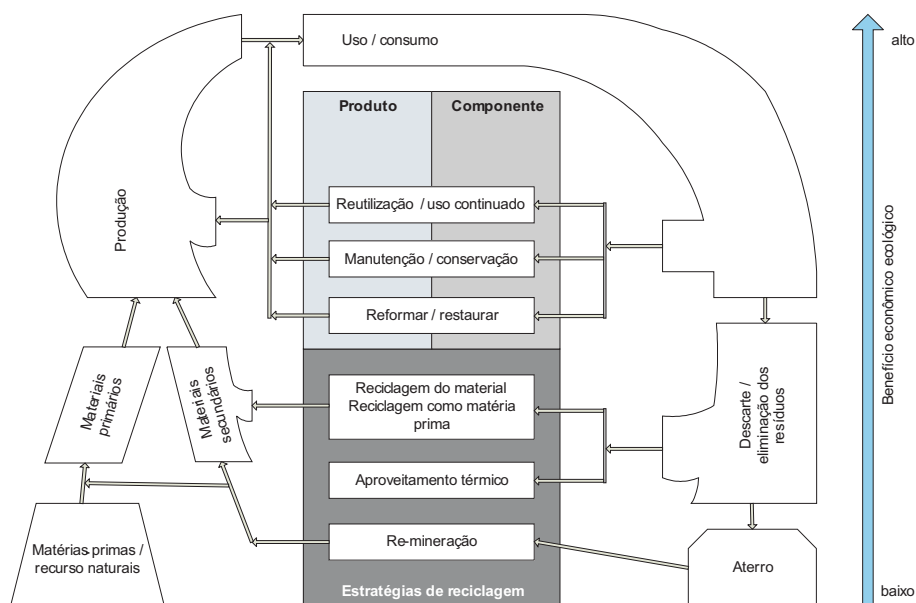 Uso / consumo
alto
Produto
Componente
Produção
Reutilização / uso continuado
Manutenção / conservação
Reformar / restaurar
Benefício econômico ecológico
Materiais
primários
Materiais
secundários
Reciclagem do material
Reciclagem como matéria
prima
Descarte /
eliminação dos
resíduos
Aproveitamento térmico
Matérias primas /
recurso naturais
Re-mineração
Aterro
Estratégias de reciclagem
baixo